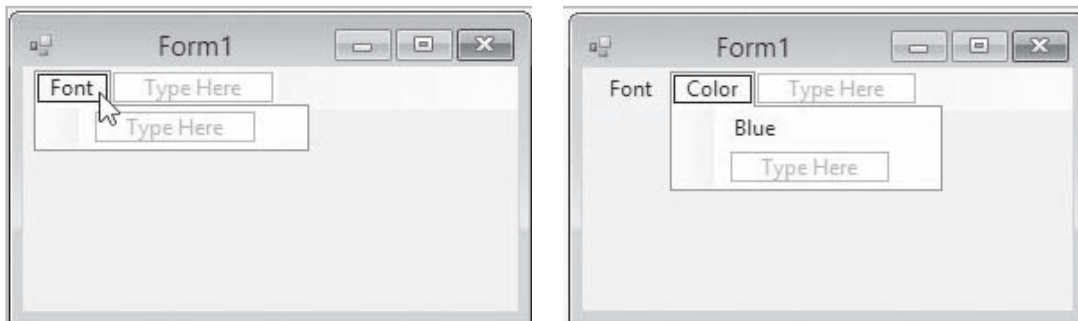 Form1
Font Type Here
Type Here
Form1
Font Color Type Here
Blue
Type Here